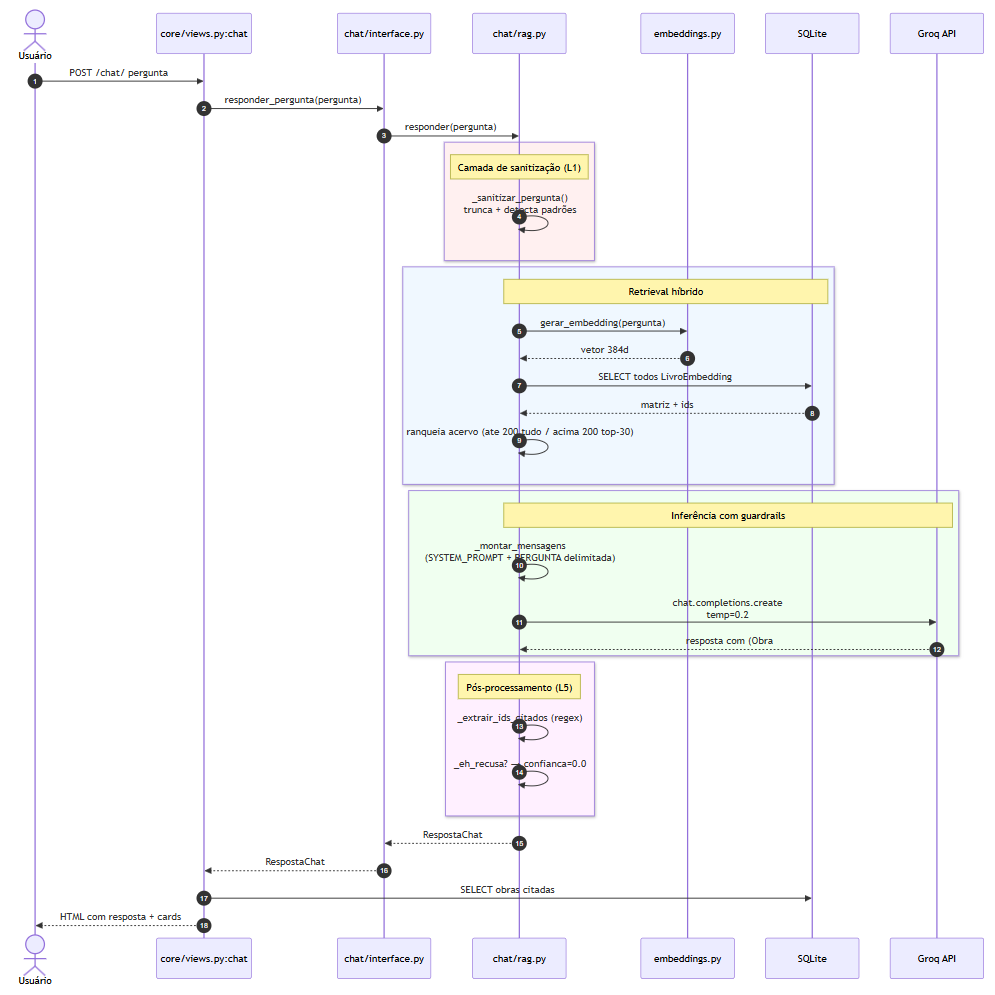 Usuário
core/views.py:chat
chat/interface.py
chat/rag.py
embeddings.py
SQLite
Groq API
1
POST /chat/ pergunta
2
responder_pergunta(pergunta)
3
responder(pergunta)
Camada de sanitização (L1)
_sanitizar_pergunta()
trunca + detecta padrões
4
Retrieval híbrido
5
gerar_embedding(pergunta)
vetor 384d
6
7
SELECT todos LivroEmbedding
matriz + ids
8
ranqueia acervo (ate 200 tudo / acima 200 top-30)
9
Inferência com guardrails
_montar_mensagens
(SYSTEM_PROMPT + PERGUNTA delimitada)
10
chat.completions.create
temp=0.2
11
resposta com (Obra
12
Pós-processamento (L5)
_extrair_ids_citados (regex)
13
_eh_recusa? → confianca=0.0
14
RespostaChat
15
RespostaChat
16
17
SELECT obras citadas
HTML com resposta + cards
18
Usuário
core/views.py:chat
chat/interface.py
chat/rag.py
embeddings.py
SQLite
Groq API